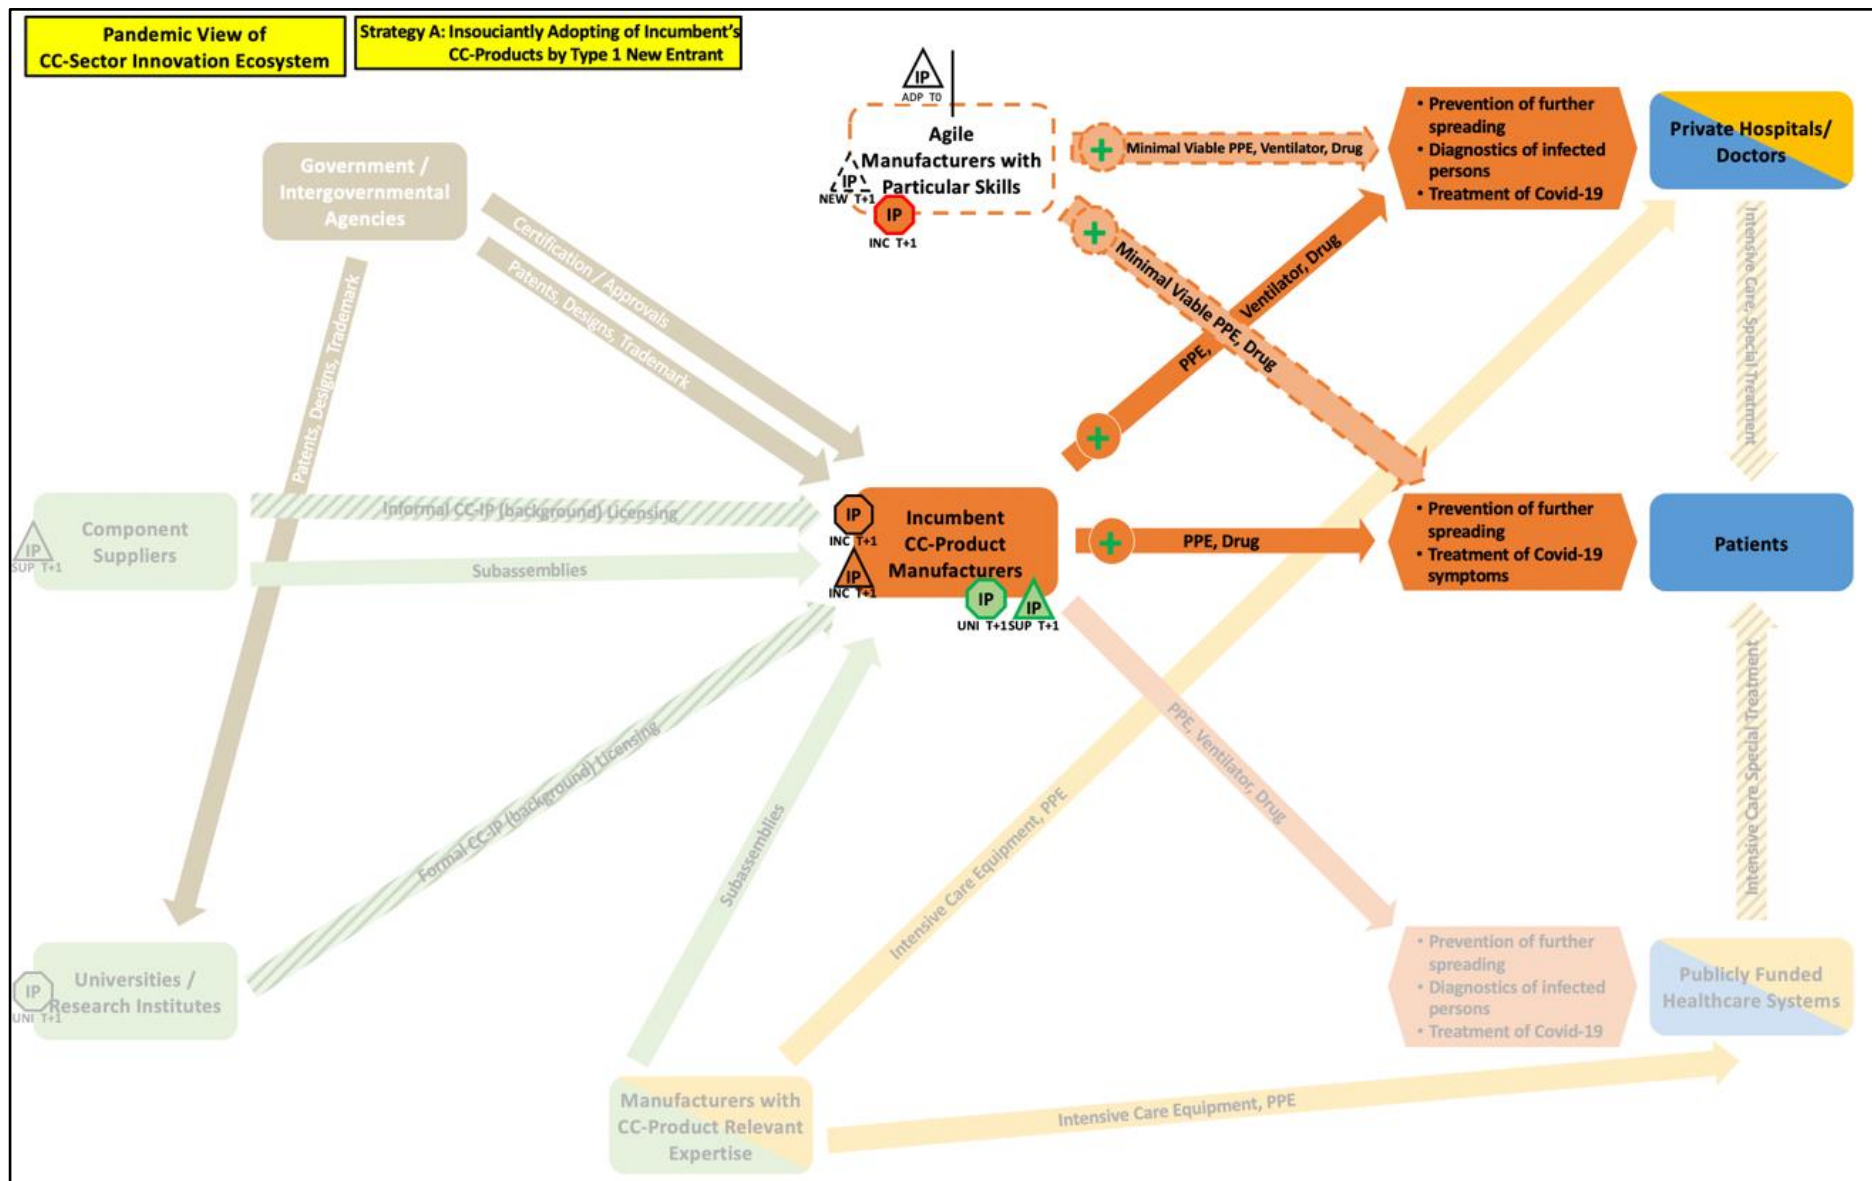 Pandemic View of
CC-Sector Innovation Ecosystem
Strategy A: Insouciantly Adopting of Incumbent's
CC-Products by Type 1 New Entrant
IP
ADP T0
Agile
Manufacturers with
Particular Skills
IP
NEW T+1
IP
INC T+1
Minimal Viable PPE, Ventilator, Drug
Minimal Viable PPE, Drug
• Prevention of further
spreading
• Diagnostics of infected
persons
• Treatment of Covid-19
Private Hospitals/
Doctors
Government /
Intergovernmental
Agencies
Certification / Approvals
Patents, Designs, Trademark
Patents, Designs, Trademark
PPE, Ventilator, Drug
Intensive Care, Special Treatment
Component
Suppliers
IP
SUP T+1
Informal CC-IP (background) Licensing
Subassemblies
IP
INC T+1
IP
INC T+1
Incumbent
CC-Product
Manufacturers
IP
UNI T+1
IP
SUP T+1
PPE, Drug
• Prevention of further
spreading
• Treatment of Covid-19
symptoms
Patients
Formal CC-IP (background) Licensing
Subassemblies
Intensive Care Equipment, PPE
PPE, Ventilator, Drug
Intensive Care Special Treatment
IP
UNI T+1
Universities /
Research Institutes
• Prevention of further
spreading
• Diagnostics of infected
persons
• Treatment of Covid-19
Publicly Funded
Healthcare Systems
Manufacturers with
CC-Product Relevant
Expertise
Intensive Care Equipment, PPE